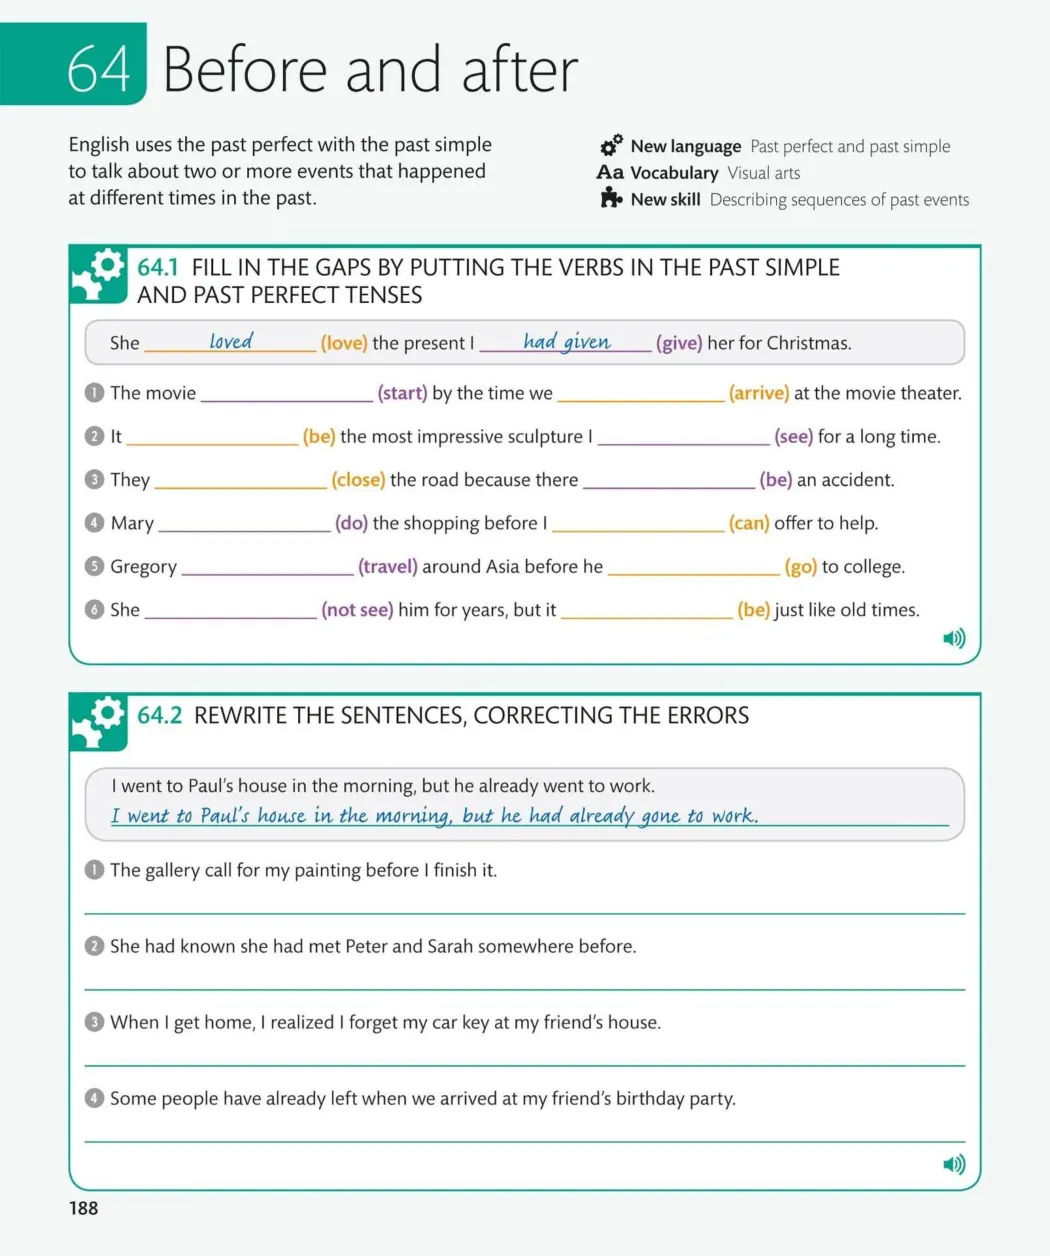 64 Before and after
English uses the past perfect with the past simple
to talk about two or more events that happened
at different times in the past.
New language Past perfect and past simple
Aa Vocabulary Visual arts
New skill Describing sequences of past events
64.1 FILL IN THE GAPS BY PUTTING THE VERBS IN THE PAST SIMPLE
AND PAST PERFECT TENSES
She loved (love) the present I had given (give) her for Christmas.
1 The movie ____ (start) by the time we ____ (arrive) at the movie theater.
2 It ____ (be) the most impressive sculpture I ____ (see) for a long time.
3 They ____ (close) the road because there ____ (be) an accident.
4 Mary ____ (do) the shopping before I ____ (can) offer to help.
5 Gregory ____ (travel) around Asia before he ____ (go) to college.
6 She ____ (not see) him for years, but it ____ (be) just like old times.
64.2 REWRITE THE SENTENCES, CORRECTING THE ERRORS
I went to Paul's house in the morning, but he already went to work.
I went to Paul's house in the morning, but he had already gone to work.
1 The gallery call for my painting before I finish it.
2 She had known she had met Peter and Sarah somewhere before.
3 When I get home, I realized I forget my car key at my friend's house.
4 Some people have already left when we arrived at my friend's birthday party.
188